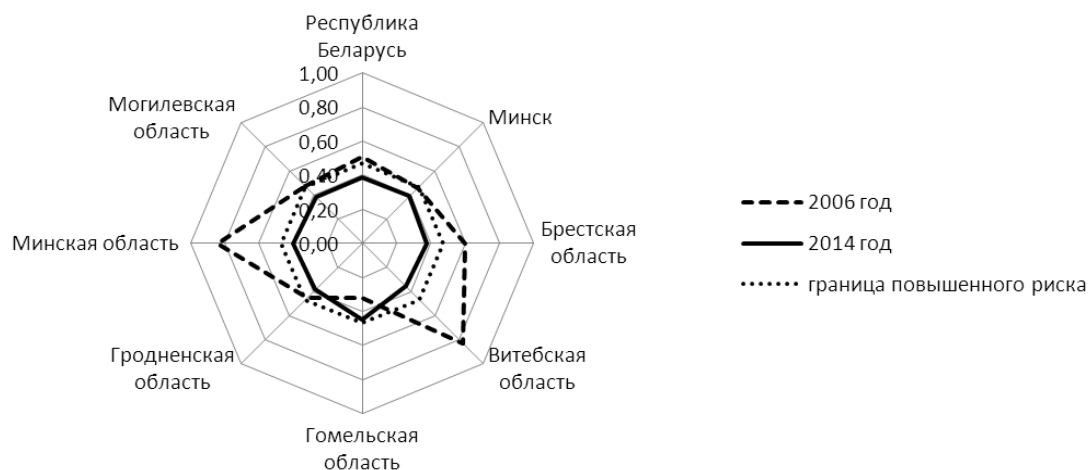 Республика
Беларусь
1,00
0,80
0,60
0,40
0,20
0,00
Минск
Брестская
область
Витебская
область
Гомельская
область
Гродненская
область
Минская область
Могилевская
область
2006 год
2014 год
граница повышенного риска